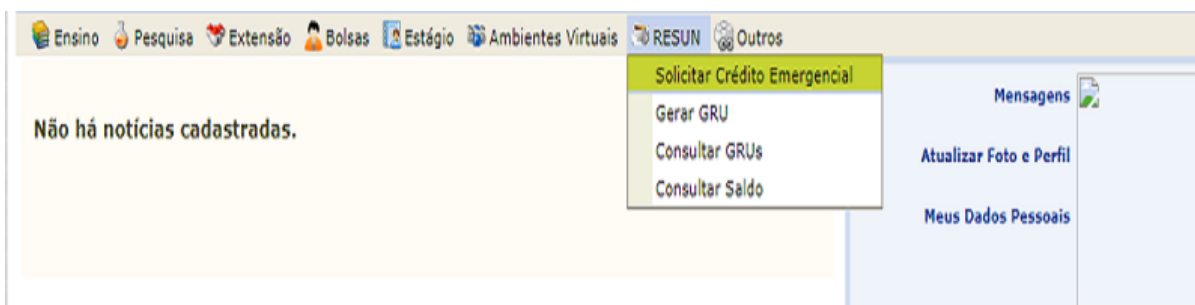 Ensino Pesquisa Extensão Bolsas Estágio Ambientes Virtuais RESUN Outros
Solicitar Crédito Emergencial
Gerar GRU
Consultar GRUs
Consultar Saldo
Não há notícias cadastradas.
Mensagens
Atualizar Foto e Perfil
Meus Dados Pessoais